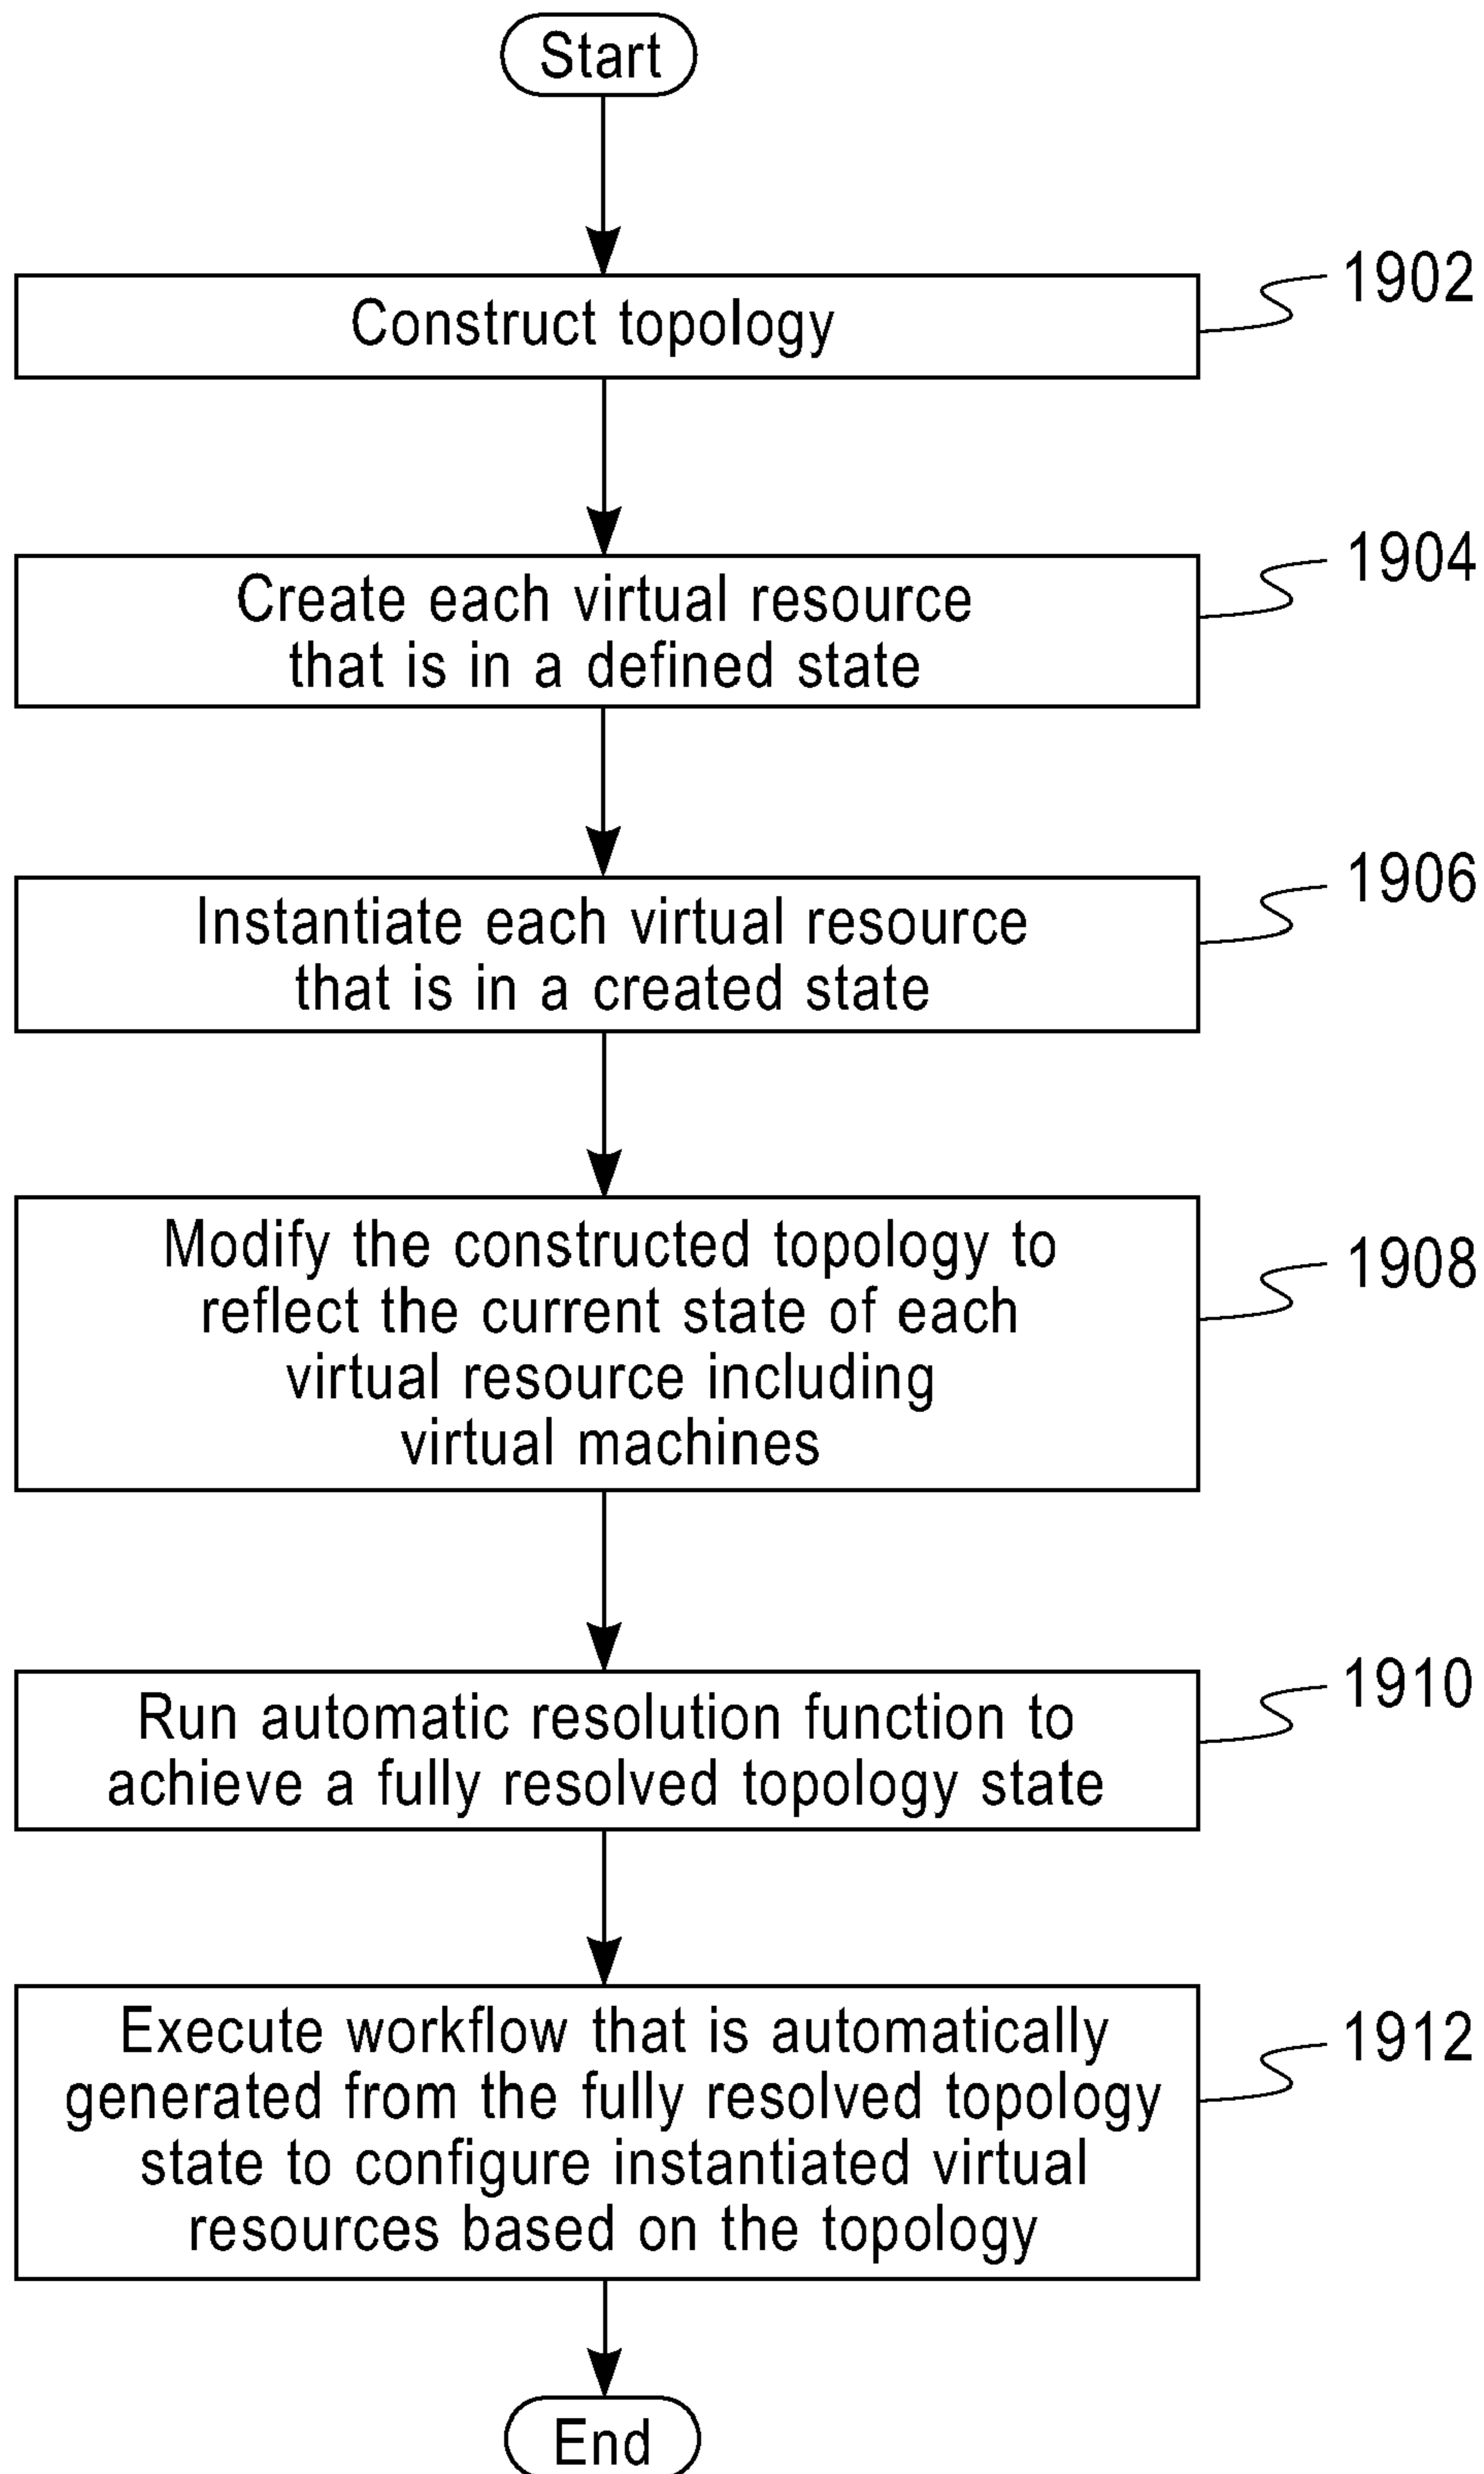 Start
Construct topology
1902
Create each virtual resource
that is in a defined state
1904
Instantiate each virtual resource
that is in a created state
1906
Modify the constructed topology to
reflect the current state of each
virtual resource including
virtual machines
1908
Run automatic resolution function to
achieve a fully resolved topology state
1910
Execute workflow that is automatically
generated from the fully resolved topology
state to configure instantiated virtual
resources based on the topology
1912
End